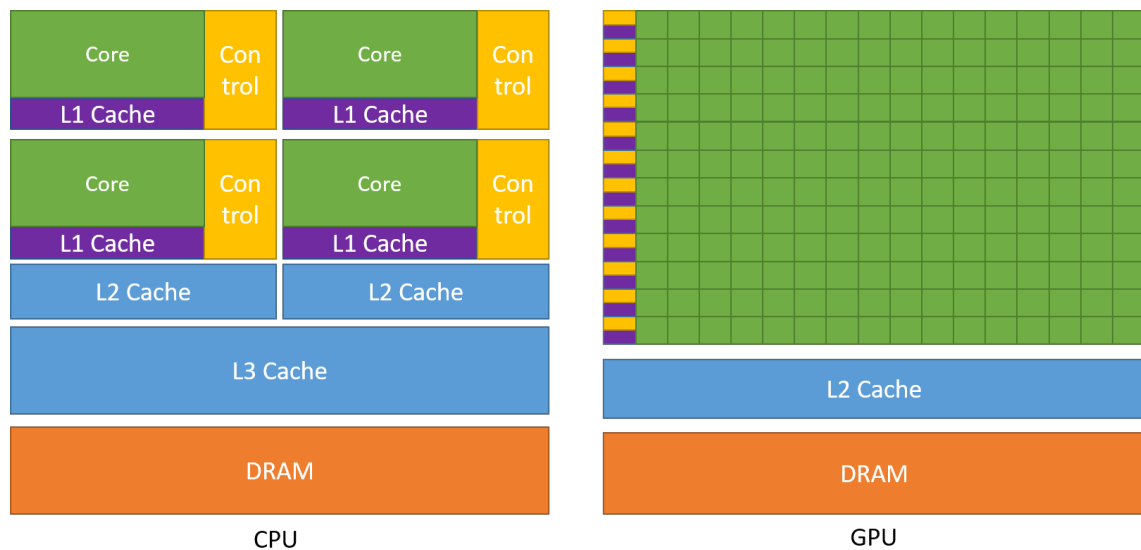 Core
Con
trol
L1 Cache
Core
Con
trol
L1 Cache
Core
Con
trol
L1 Cache
Core
Con
trol
L1 Cache
L2 Cache
L2 Cache
L3 Cache
DRAM
CPU
L2 Cache
DRAM
GPU